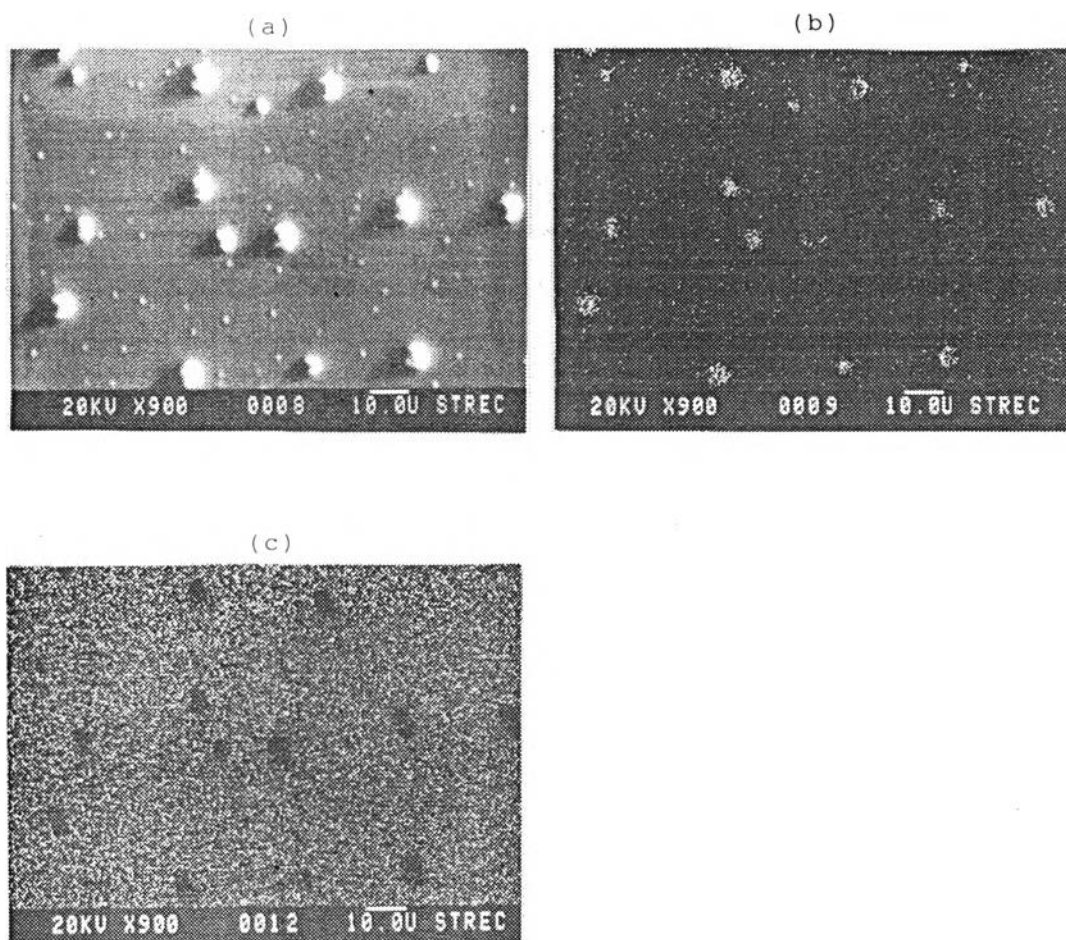 (a)
(b)
20KV X900 0008 10.0U STREC
20KV X900 0009 10.0U STREC
(c)
20KV X900 0012 10.0U STREC